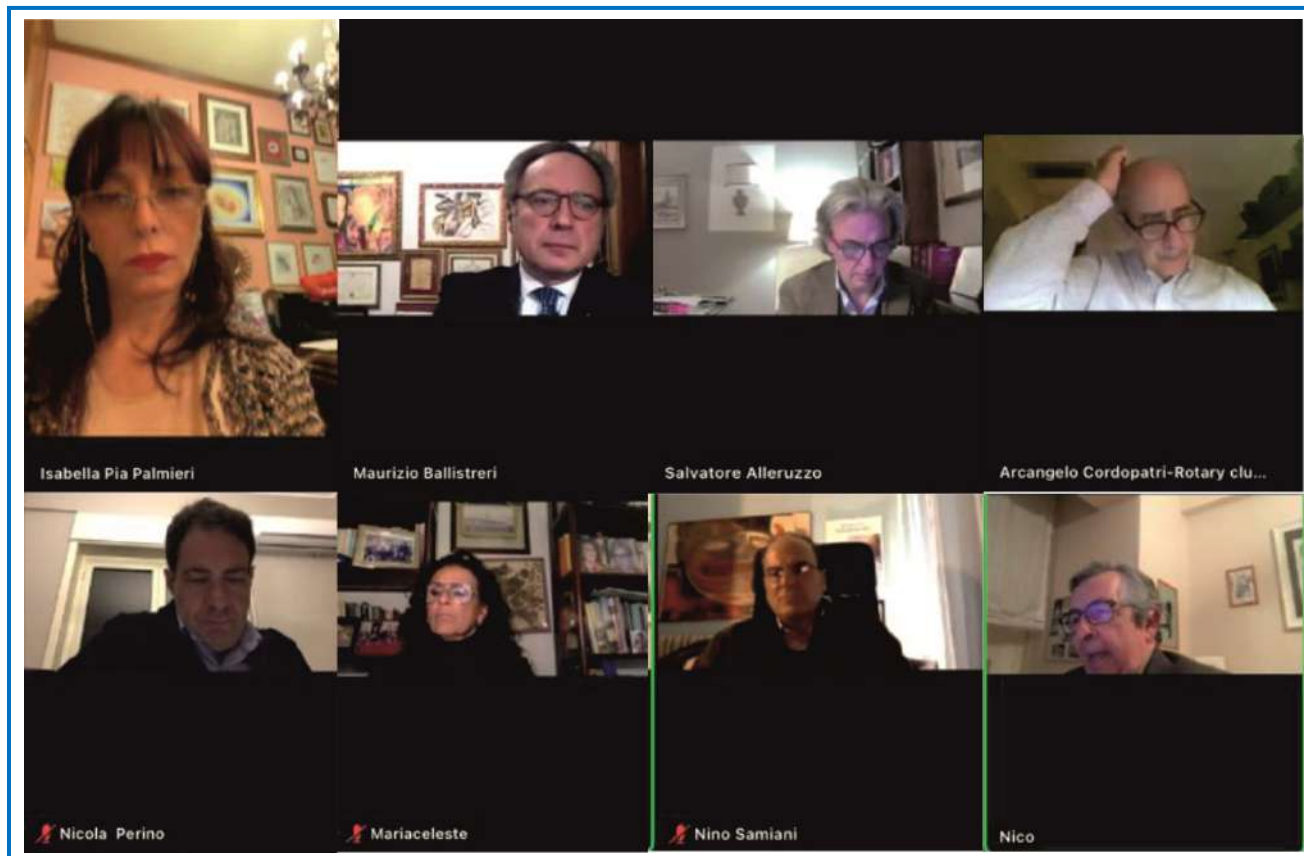 Isabella Pia Palmieri
Maurizio Ballistreri
Salvatore Alleruzzo
Arcangelo Cordopatri-Rotary clu...
Nicola Perino
Mariaceleste
Nino Samiani
Nico